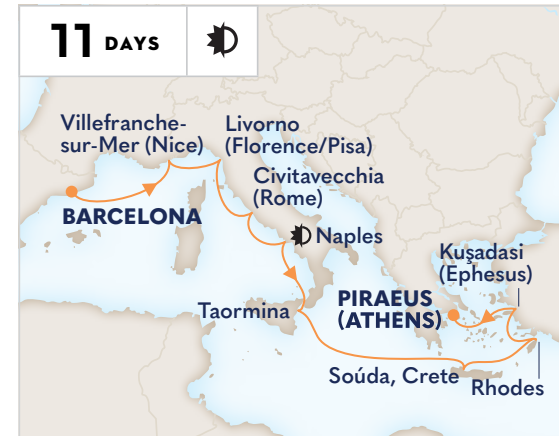 11 DAYS
Villefranche-
sur-Mer (Nice)
Livorno
(Florence/Pisa)
Civitavecchia
(Rome)
BARCELONA
Naples
Kuşadasi
(Ephesus)
PIRAEUS
(ATHENS)
Taormina
Soúda, Crete
Rhodes